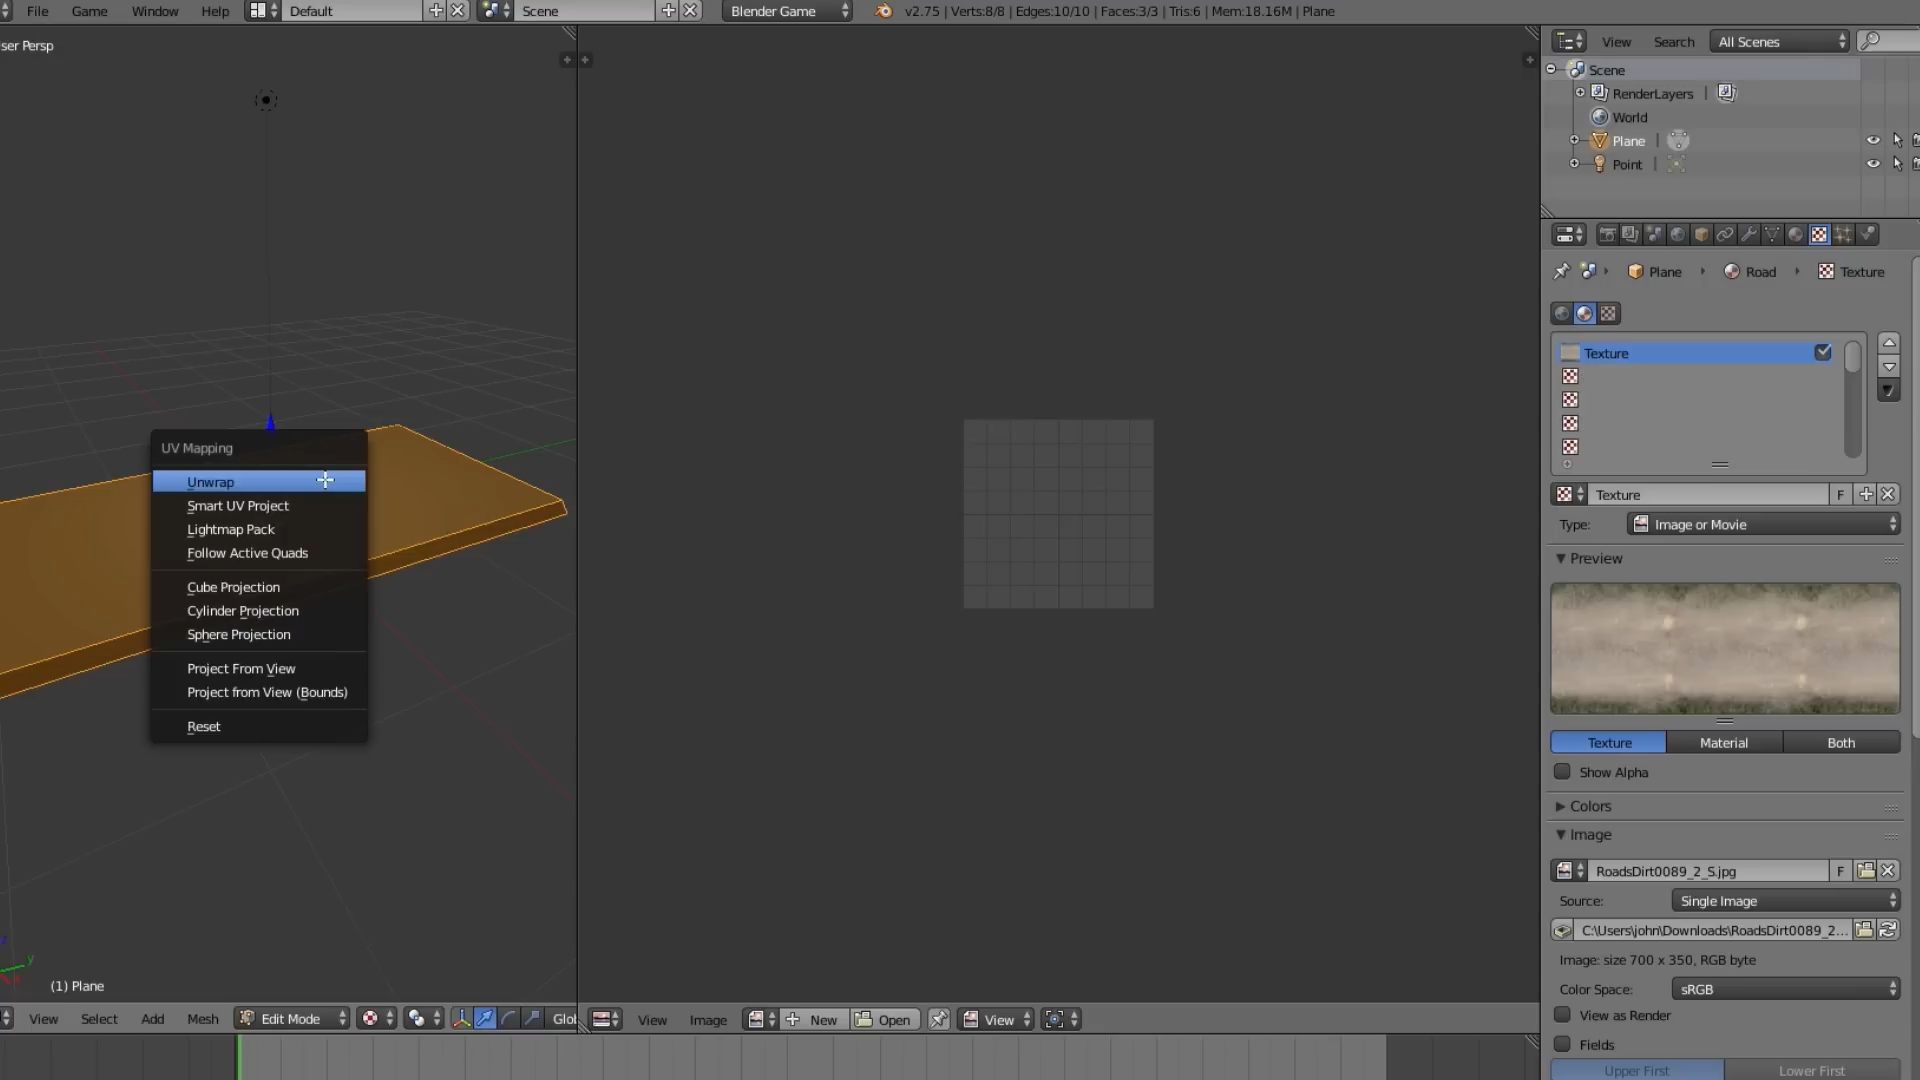 File Game Window Help Default Scene Blender Game v2.75 | Verts:8/8 | Edges:10/10 | Faces:3/3 | Tris:6 | Mem:18.16M | Plane
ser Persp
View Search All Scenes
Scene
RenderLayers
World
Plane
Point
Plane Road Texture
Texture
Texture F
Type: Image or Movie
Preview
Texture Material Both
Show Alpha
Colors
Image
RoadsDirt0089_2_S.jpg F
Source: Single Image
C:\Users\john\Downloads\RoadsDirt0089_2...
Image: size 700 x 350, RGB byte
Color Space: sRGB
View as Render
Fields
Upper First Lower First
UV Mapping
Unwrap
Smart UV Project
Lightmap Pack
Follow Active Quads
Cube Projection
Cylinder Projection
Sphere Projection
Project From View
Project from View (Bounds)
Reset
z
y
(1) Plane
View Select Add Mesh Edit Mode Glo
View Image New Open View